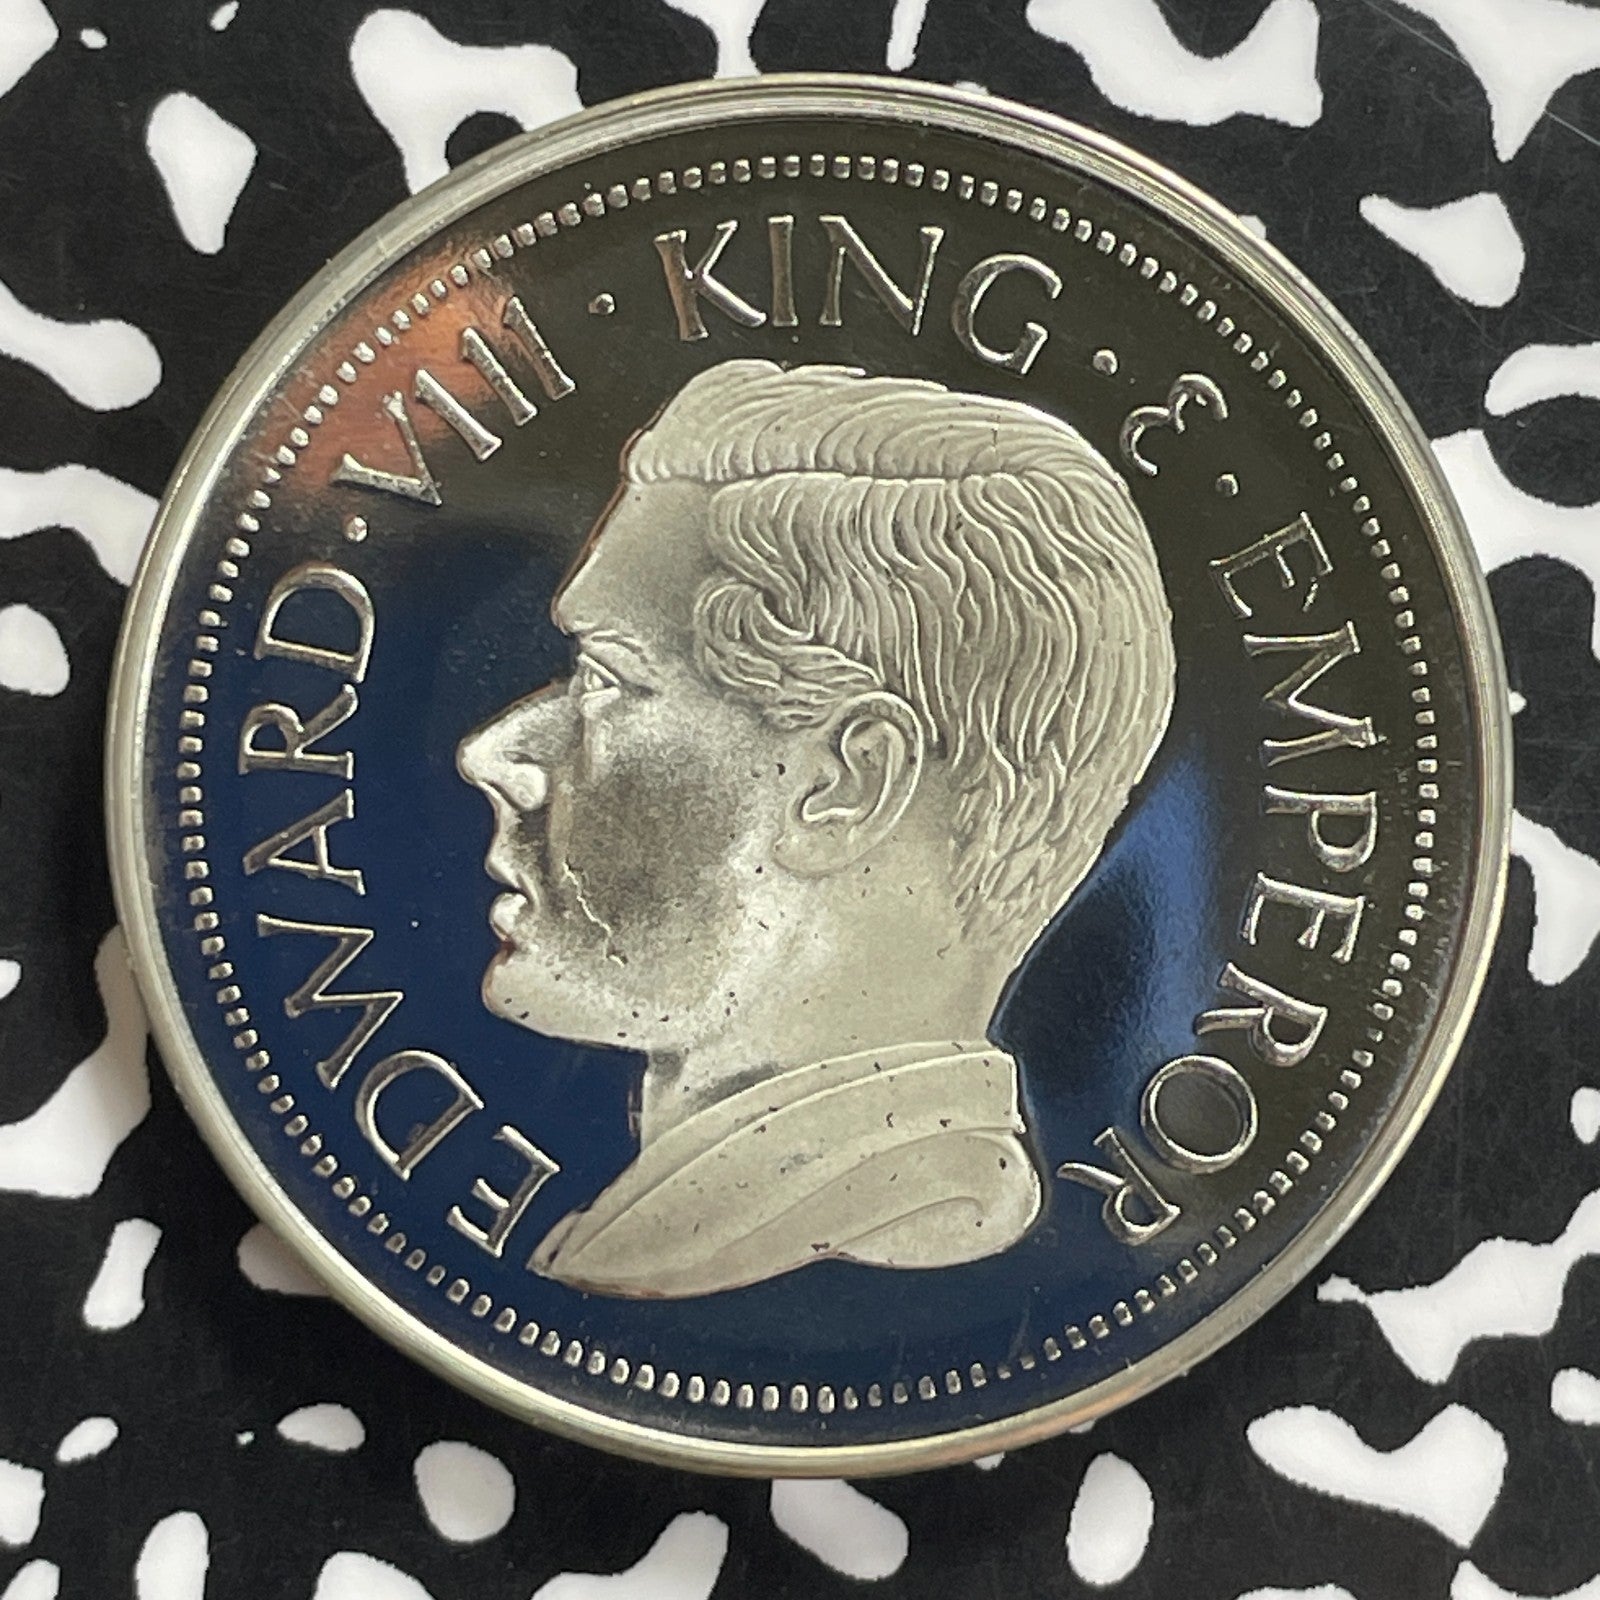 EDWARD · VIII · KING · & · EMPEROR